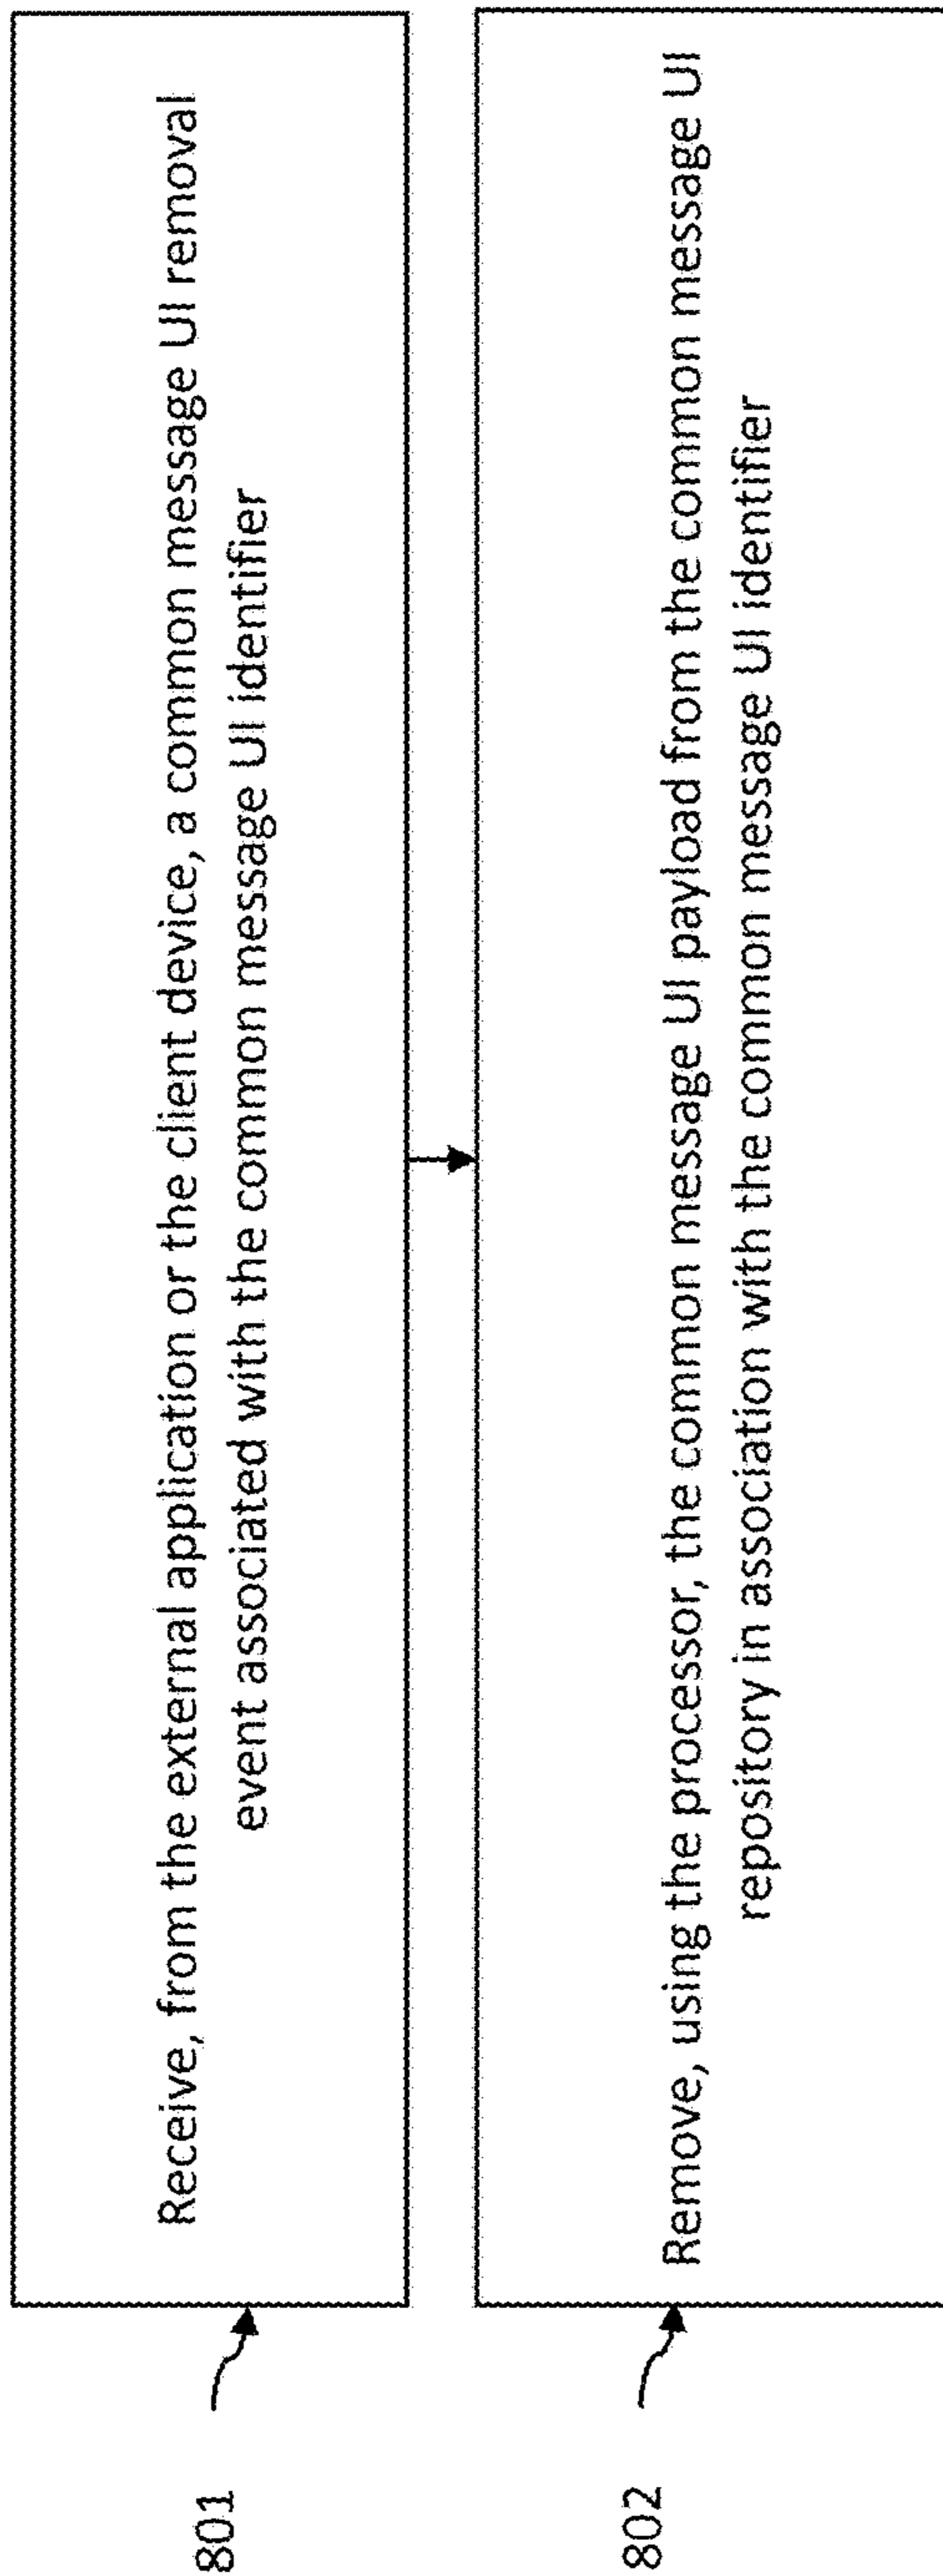 801
Receive, from the external application or the client device, a common message UI removal
event associated with the common message UI identifier
802
Remove, using the processor, the common message UI payload from the common message UI
repository in association with the common message UI identifier